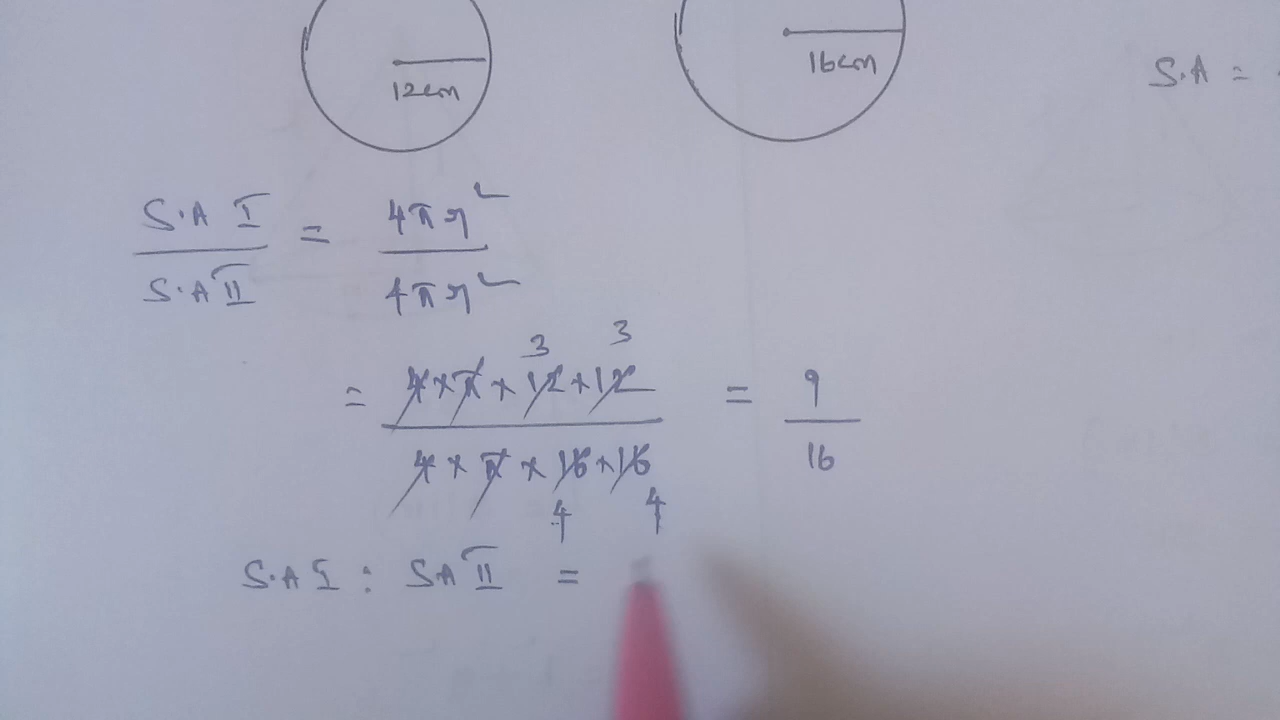 12cm
16cm
S.A =
S.A I / S.A II = 4πr² / 4πr²
3 3
= 4×π×12×12 / 4×π×16×16 = 9 / 16
4 4
S.A I : S.A II =